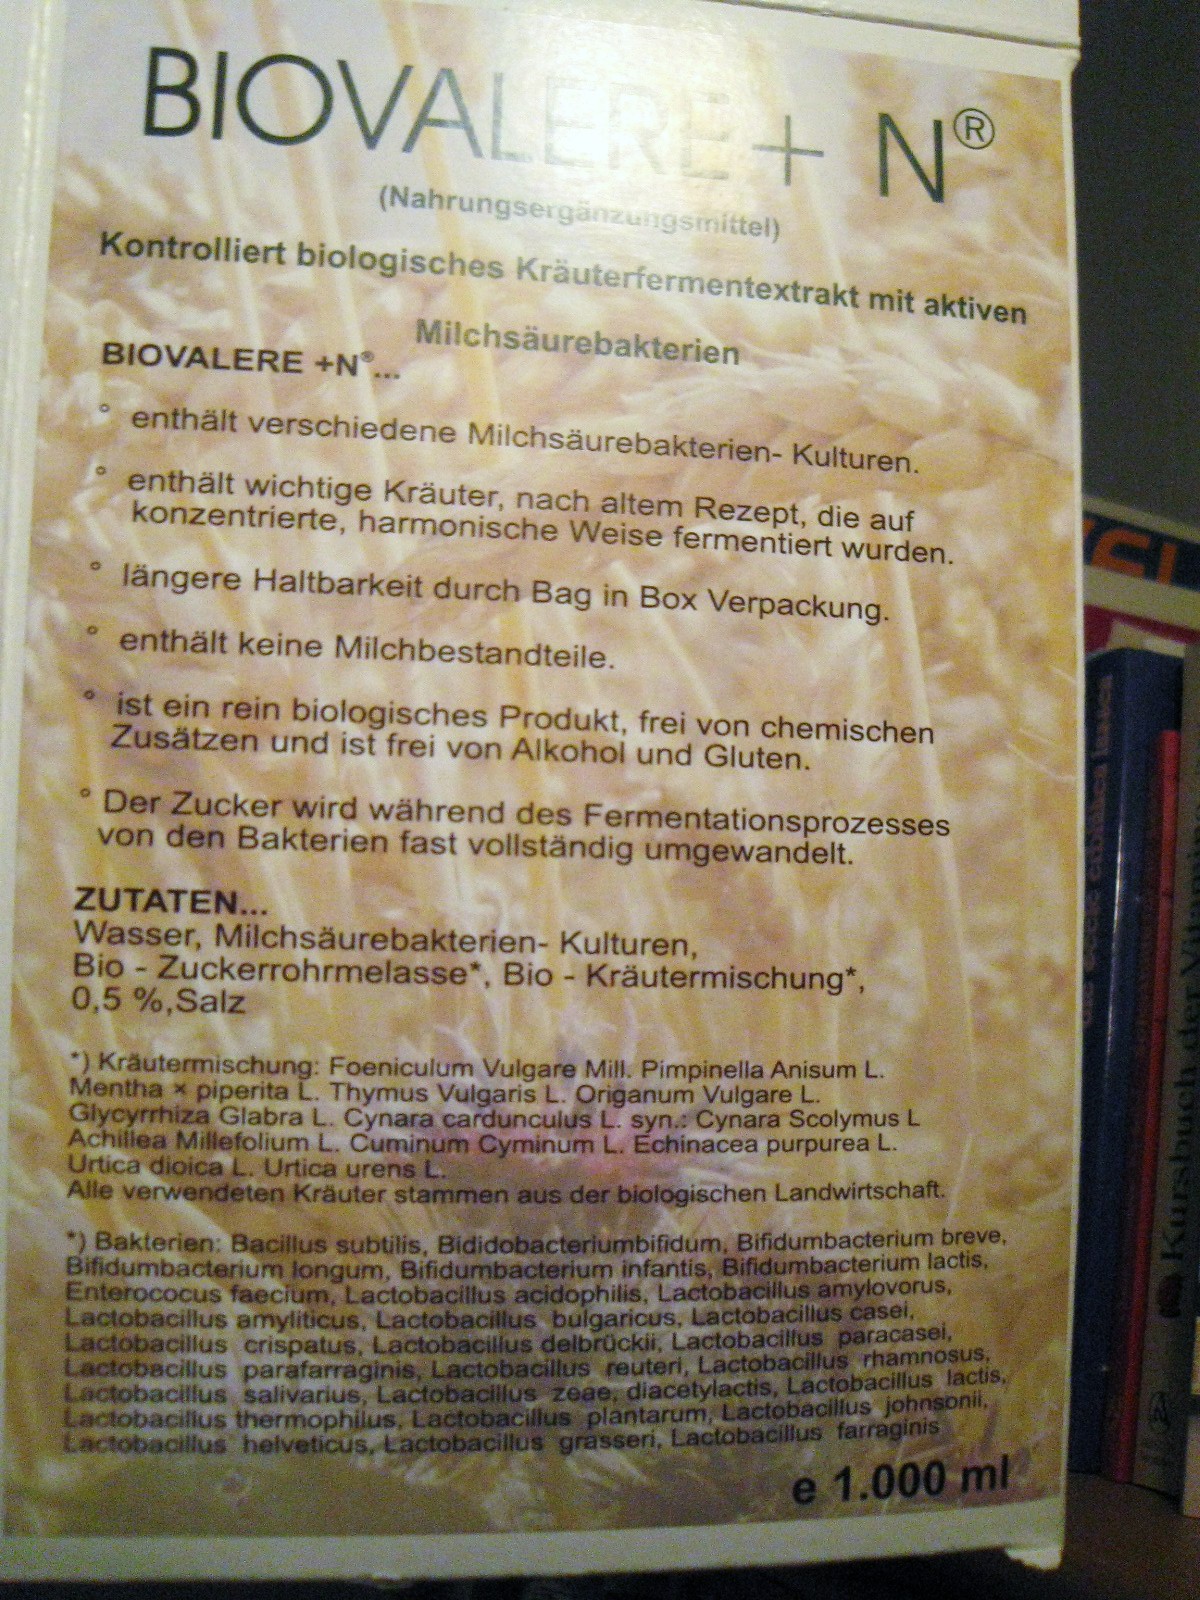 BIOVALERE + N®
(Nahrungsergänzungsmittel)
Kontrolliert biologisches Kräuterfermentextrakt mit aktiven
Milchsäurebakterien
BIOVALERE +N®...
° enthält verschiedene Milchsäurebakterien- Kulturen.
° enthält wichtige Kräuter, nach altem Rezept, die auf
konzentrierte, harmonische Weise fermentiert wurden.
° längere Haltbarkeit durch Bag in Box Verpackung.
° enthält keine Milchbestandteile.
° ist ein rein biologisches Produkt, frei von chemischen
Zusätzen und ist frei von Alkohol und Gluten.
° Der Zucker wird während des Fermentationsprozesses
von den Bakterien fast vollständig umgewandelt.
ZUTATEN...
Wasser, Milchsäurebakterien- Kulturen,
Bio - Zuckerrohrmelasse*, Bio - Kräutermischung*,
0,5 %,Salz
*) Kräutermischung: Foeniculum Vulgare Mill. Pimpinella Anisum L.
Mentha × piperita L. Thymus Vulgaris L. Origanum Vulgare L.
Glycyrrhiza Glabra L. Cynara cardunculus L. syn.: Cynara Scolymus L
Achillea Millefolium L. Cuminum Cyminum L. Echinacea purpurea L.
Urtica dioica L. Urtica urens L.
Alle verwendeten Kräuter stammen aus der biologischen Landwirtschaft.
*) Bakterien: Bacillus subtilis, Bididobacteriumbifidum, Bifidumbacterium breve,
Bifidumbacterium longum, Bifidumbacterium infantis, Bifidumbacterium lactis,
Enterococus faecium, Lactobacillus acidophilis, Lactobacillus amylovorus,
Lactobacillus amyliticus, Lactobacillus bulgaricus, Lactobacillus casei,
Lactobacillus crispatus, Lactobacillus delbrückii, Lactobacillus paracasei,
Lactobacillus parafarraginis, Lactobacillus reuteri, Lactobacillus rhamnosus,
Lactobacillus salivarius, Lactobacillus zeae, diacetylactis, Lactobacillus lactis,
Lactobacillus thermophilus, Lactobacillus plantarum, Lactobacillus johnsonii,
Lactobacillus helveticus, Lactobacillus grasseri, Lactobacillus farraginis
e 1.000 ml
Kursbuch der